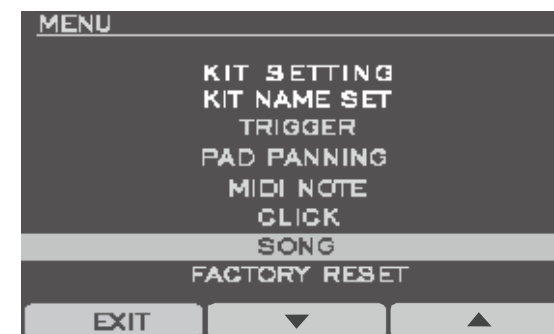 MENU
KIT SETTING
KIT NAME SET
TRIGGER
PAD PANNING
MIDI NOTE
CLICK
SONG
FACTORY RESET
EXIT ▼ ▲